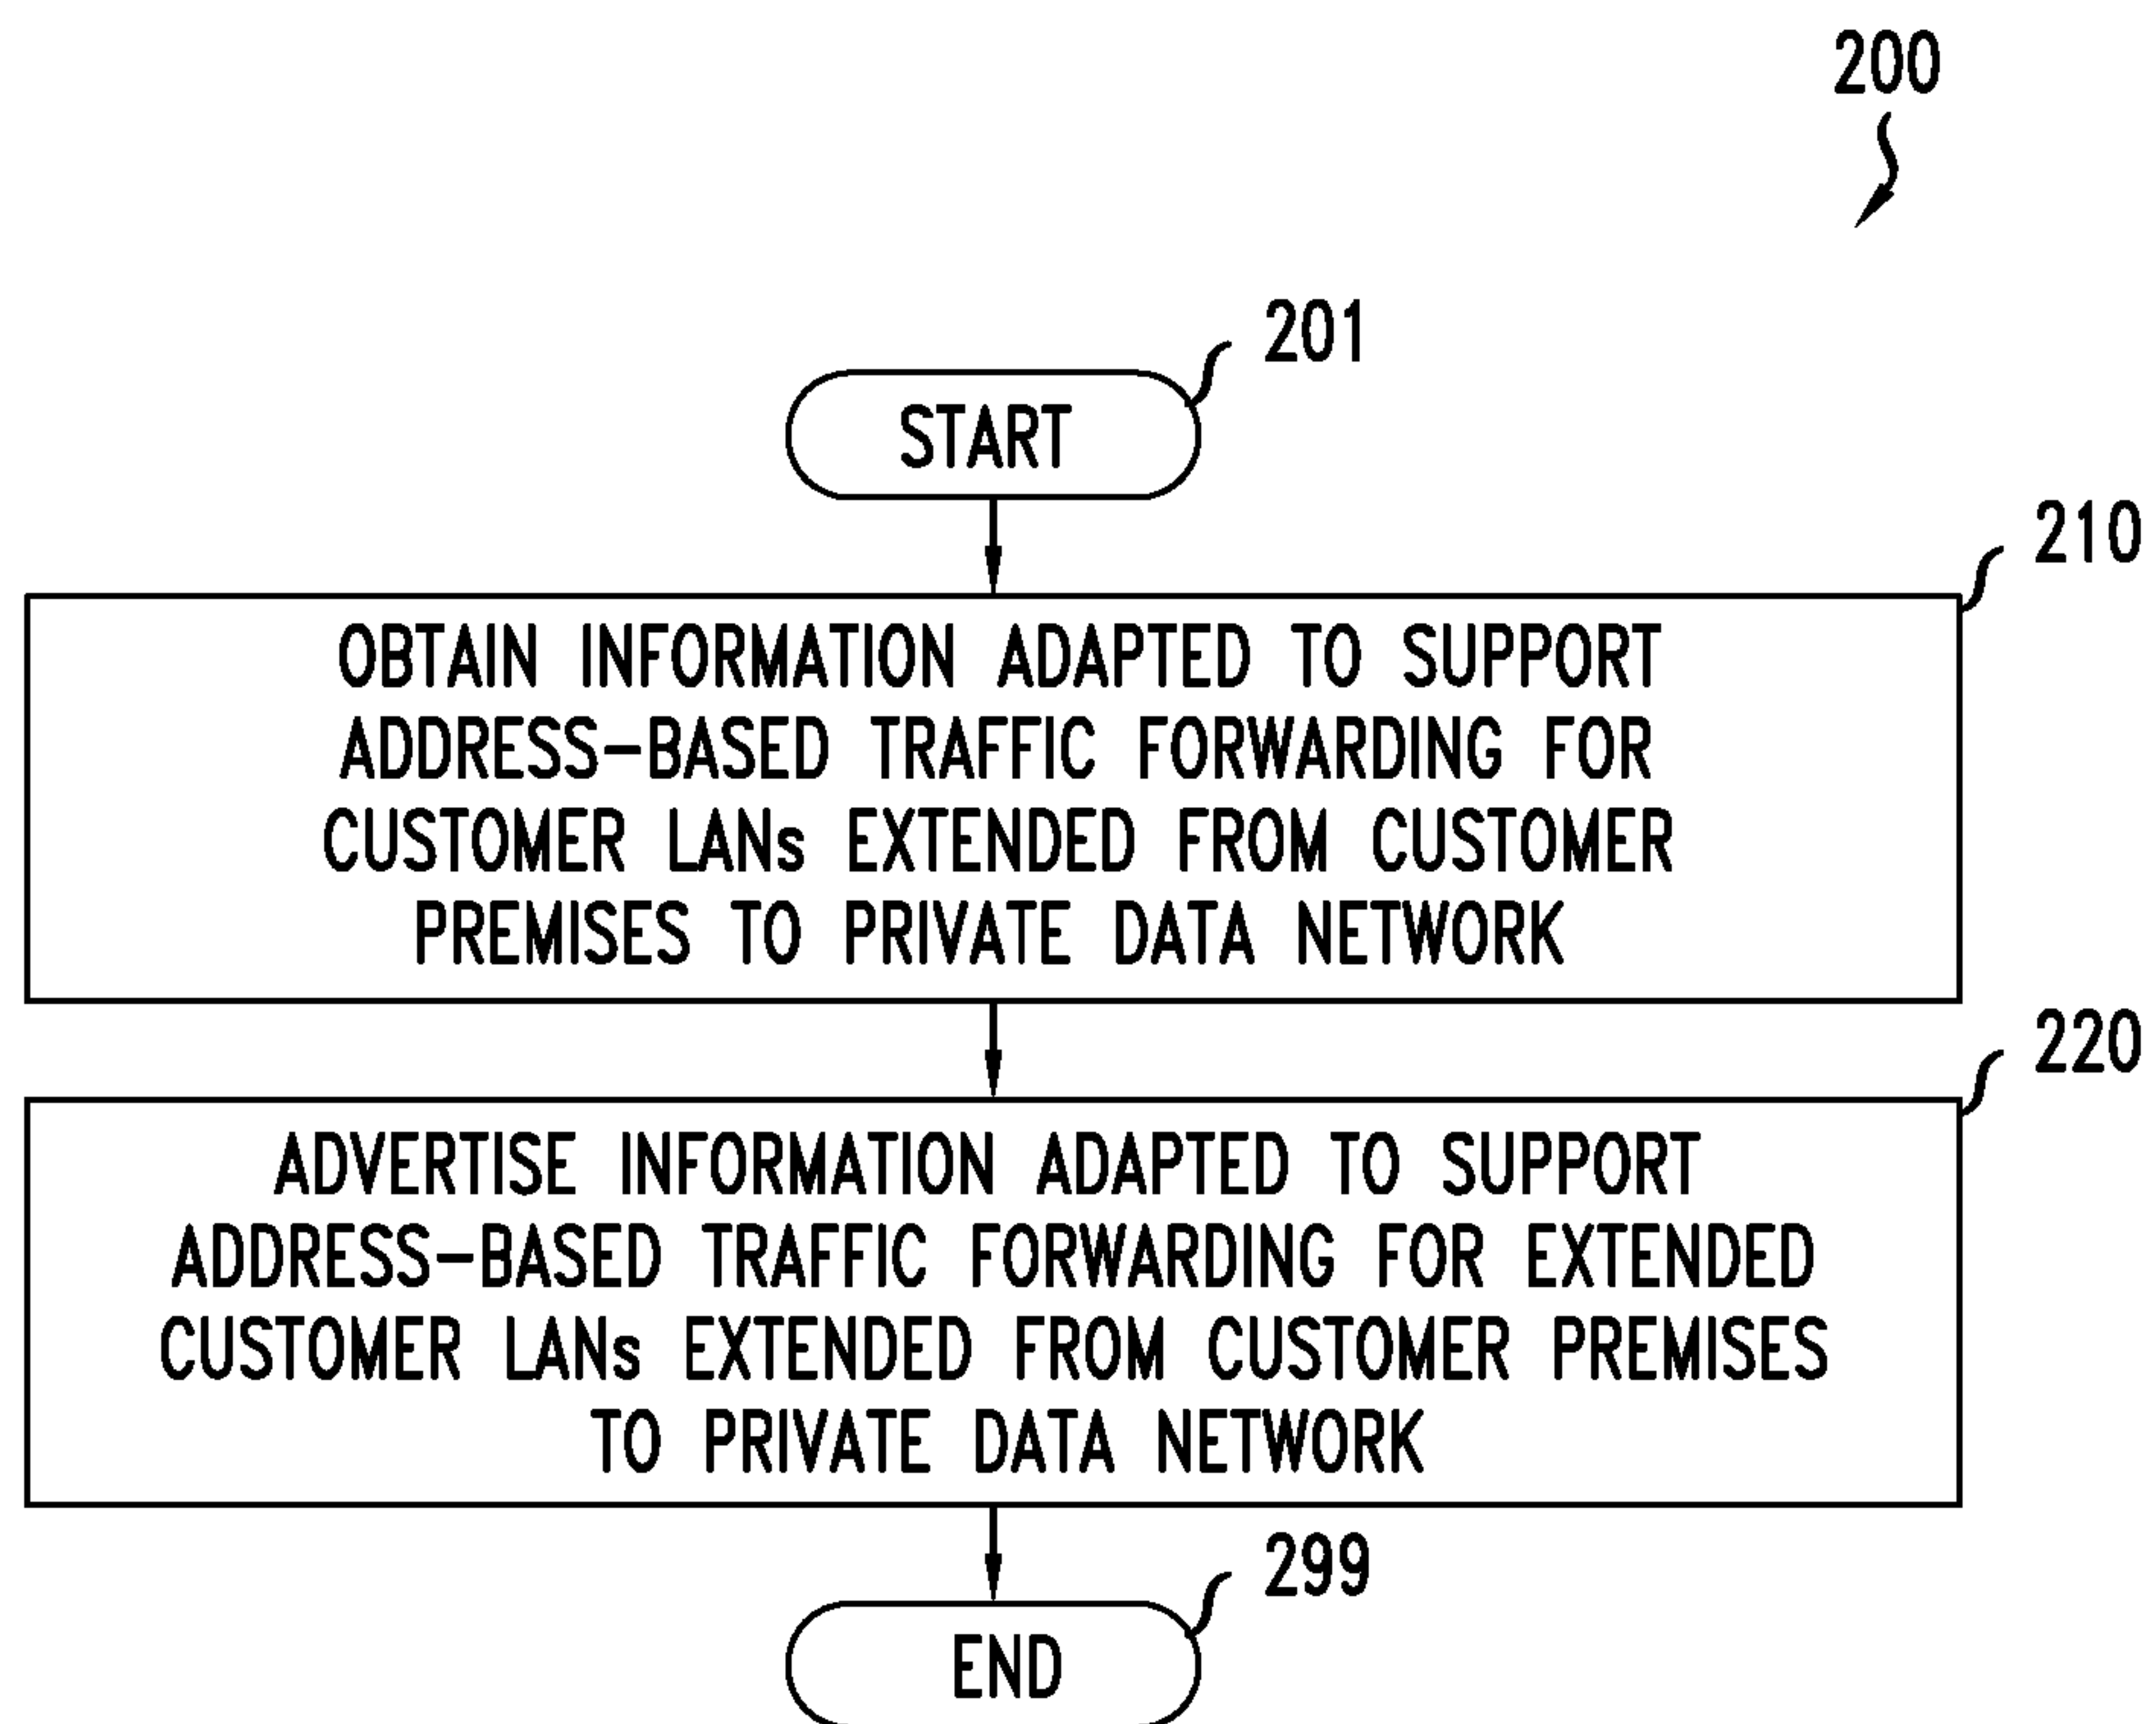 200
201
START
210
OBTAIN INFORMATION ADAPTED TO SUPPORT
ADDRESS-BASED TRAFFIC FORWARDING FOR
CUSTOMER LANs EXTENDED FROM CUSTOMER
PREMISES TO PRIVATE DATA NETWORK
220
ADVERTISE INFORMATION ADAPTED TO SUPPORT
ADDRESS-BASED TRAFFIC FORWARDING FOR EXTENDED
CUSTOMER LANs EXTENDED FROM CUSTOMER PREMISES
TO PRIVATE DATA NETWORK
299
END